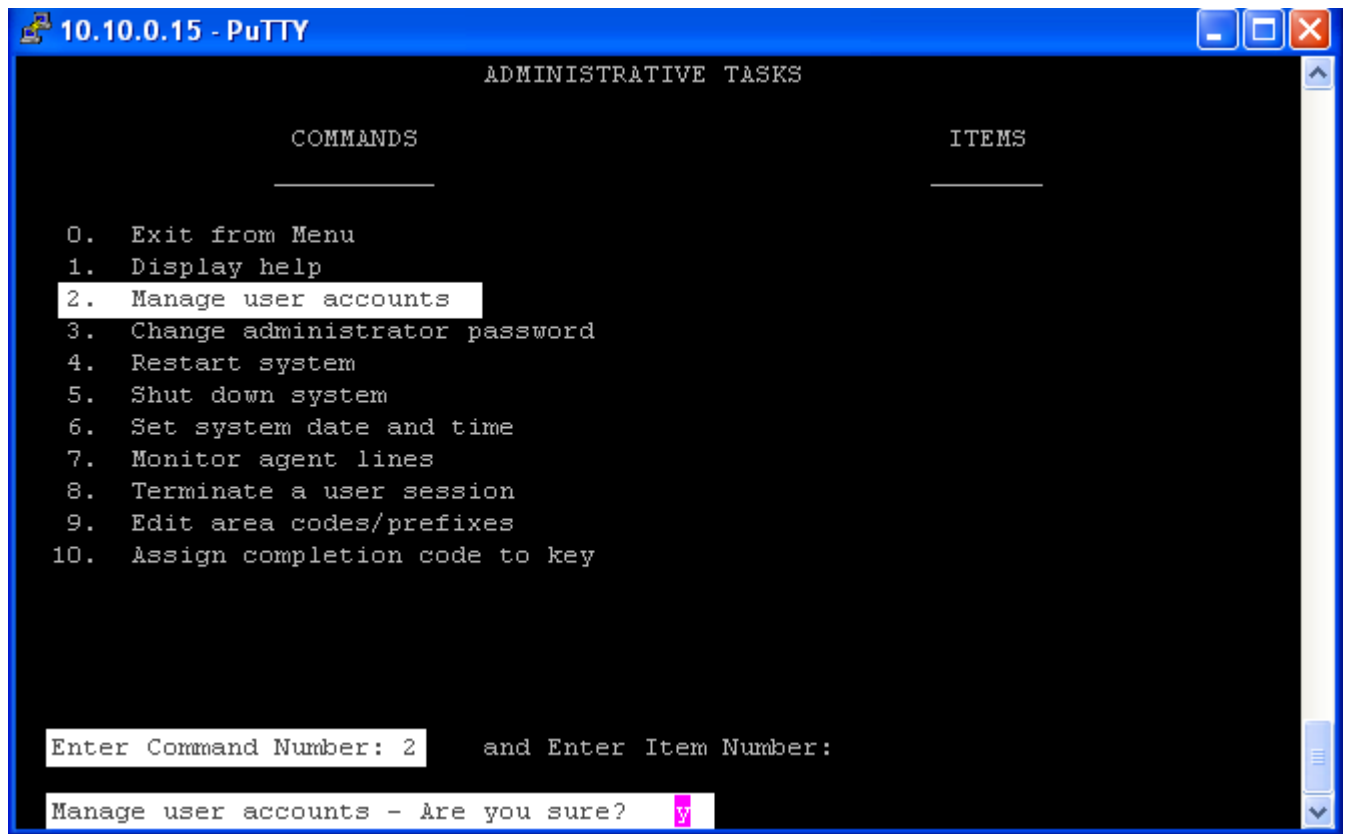 10.10.0.15 - PuTTY
ADMINISTRATIVE TASKS
COMMANDS ITEMS
0. Exit from Menu
1. Display help
2. Manage user accounts
3. Change administrator password
4. Restart system
5. Shut down system
6. Set system date and time
7. Monitor agent lines
8. Terminate a user session
9. Edit area codes/prefixes
10. Assign completion code to key
Enter Command Number: 2 and Enter Item Number:
Manage user accounts - Are you sure? y